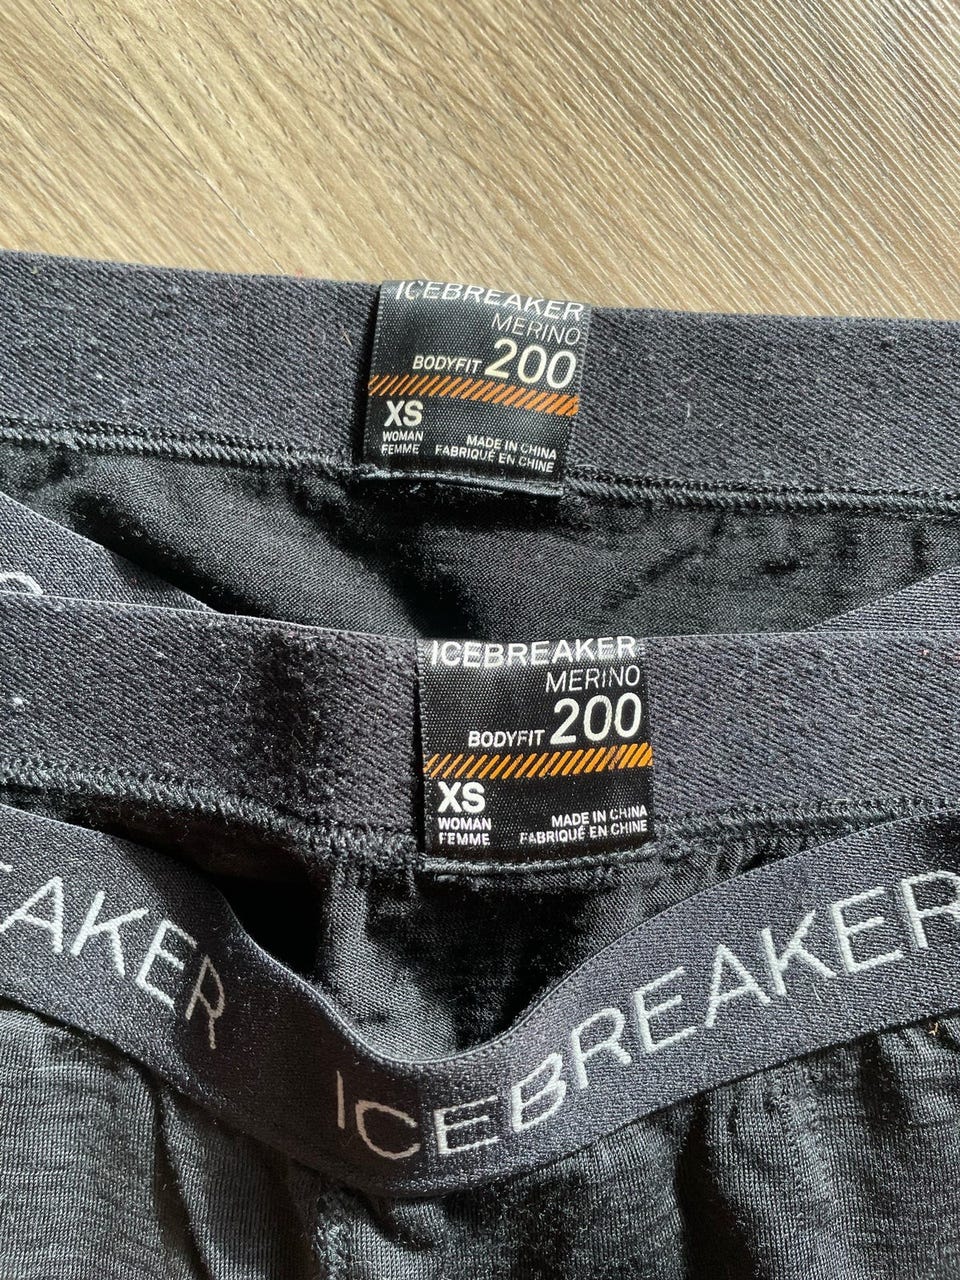 ICEBREAKER
MERINO
BODYFIT 200
XS
WOMAN
FEMME
MADE IN CHINA
FABRIQUÉ EN CHINE
ICEBREAKER
MERINO
BODYFIT 200
XS
WOMAN
FEMME
MADE IN CHINA
FABRIQUÉ EN CHINE
EAKER
ICEBREAKER